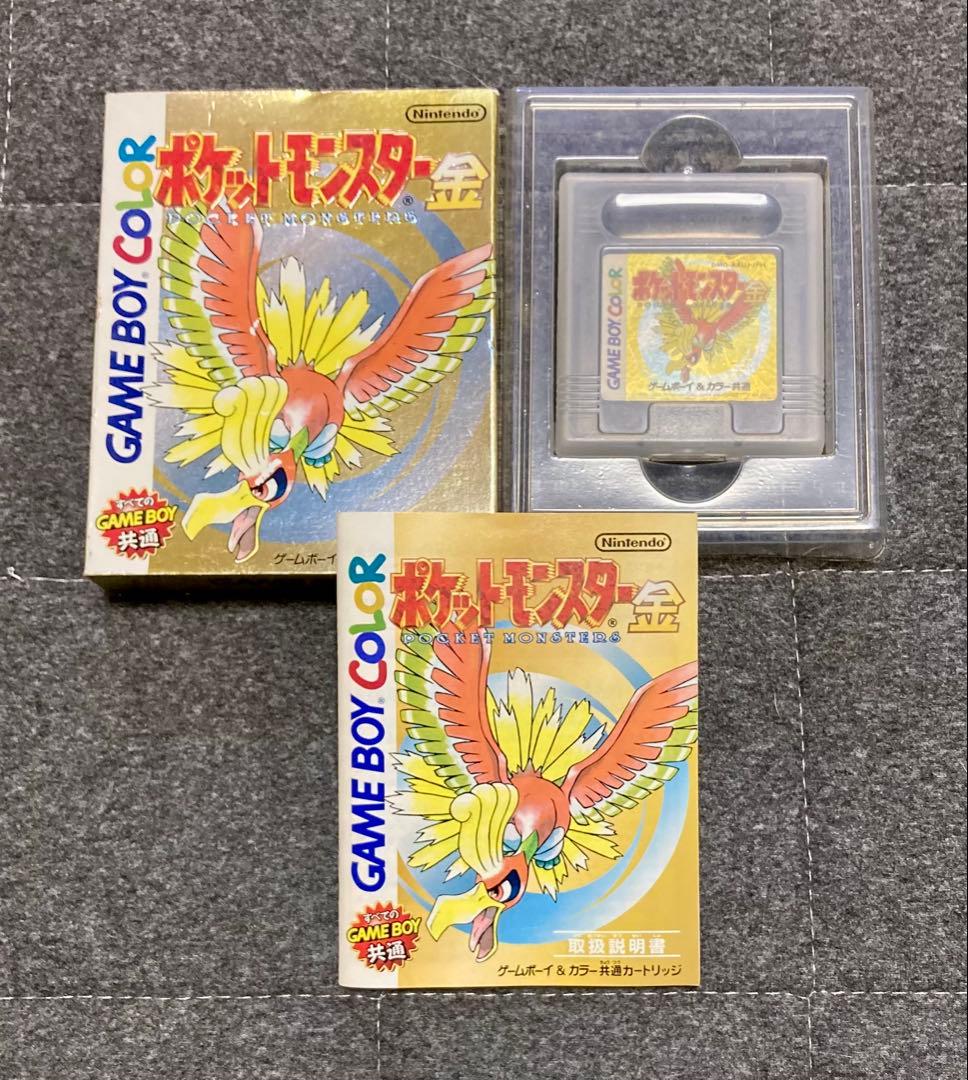 Nintendo
GAME BOY COLOR
ポケットモンスター®金
POCKET MONSTERS
すべての
GAME BOY
共通
ゲームボーイ
GAME BOY COLOR
ポケットモンスター金
ゲームボーイ&カラー共通
Nintendo
GAME BOY COLOR
ポケットモンスター®金
POCKET MONSTERS
すべての
GAME BOY
共通
取扱説明書
ゲームボーイ&カラー共通カートリッジ